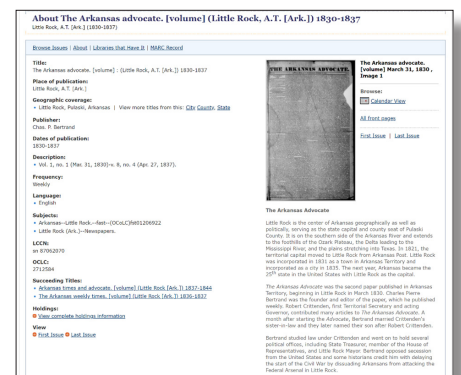 About The Arkansas advocate. [volume] (Little Rock, A.T. [Ark.]) 1830-1837
Little Rock, A.T. [Ark.] (1830-1837)
Browse Issues | About | Libraries that Have It | MARC Record
Title:
The Arkansas advocate. [volume] : (Little Rock, A.T. [Ark.]) 1830-1837
Place of publication:
Little Rock, A.T. [Ark.]
Geographic coverage:
Little Rock, Pulaski, Arkansas | View more titles from this: City County, State
Publisher:
Chas. P. Bertrand
Dates of publication:
1830-1837
Description:
Vol. 1, no. 1 (Mar. 31, 1830)-v. 8, no. 4 (Apr. 27, 1837).
Frequency:
Weekly
Language:
English
Subjects:
Arkansas--Little Rock.--fast--(OCoLC)fst01206922
Little Rock (Ark.)--Newspapers.
LCCN:
sn 87062070
OCLC:
2712584
Succeeding Titles:
Arkansas times and advocate. [volume] (Little Rock [Ark.]) 1837-1844
The Arkansas weekly times. [volume] (Little Rock [Ark.]) 1836-1837
Holdings:
View complete holdings information
View
First Issue Last Issue
THE ARKANSAS ADVOCATE.
The Arkansas advocate.
[volume] March 31, 1830 ,
Image 1
Browse:
Calendar View
All front pages
First Issue | Last Issue
The Arkansas Advocate
Little Rock is the center of Arkansas geographically as well as
politically, serving as the state capital and county seat of Pulaski
County. It is on the southern side of the Arkansas River and extends
to the foothills of the Ozark Plateau, the Delta leading to the
Mississippi River, and the plains stretching into Texas. In 1821, the
territorial capital moved to Little Rock from Arkansas Post. Little Rock
was incorporated in 1831 as a town in Arkansas Territory and
incorporated as a city in 1835. The next year, Arkansas became the
25th state in the United States with Little Rock as the capital.
The Arkansas Advocate was the second paper published in Arkansas
Territory, beginning in Little Rock in March 1830. Charles Pierre
Bertrand was the founder and editor of the paper, which he published
weekly. Robert Crittenden, first Territorial Secretary and acting
Governor, contributed many articles to The Arkansas Advocate. A
month after starting the Advocate, Bertrand married Crittenden's
sister-in-law and they later named their son after Robert Crittenden.
Bertrand studied law under Crittenden and went on to hold several
political offices, including State Treasurer, member of the House of
Representatives, and Little Rock Mayor. Bertrand opposed secession
from the United States and some historians credit him with delaying
the start of the Civil War by dissuading Arkansans from attacking the
Federal Arsenal in Little Rock.